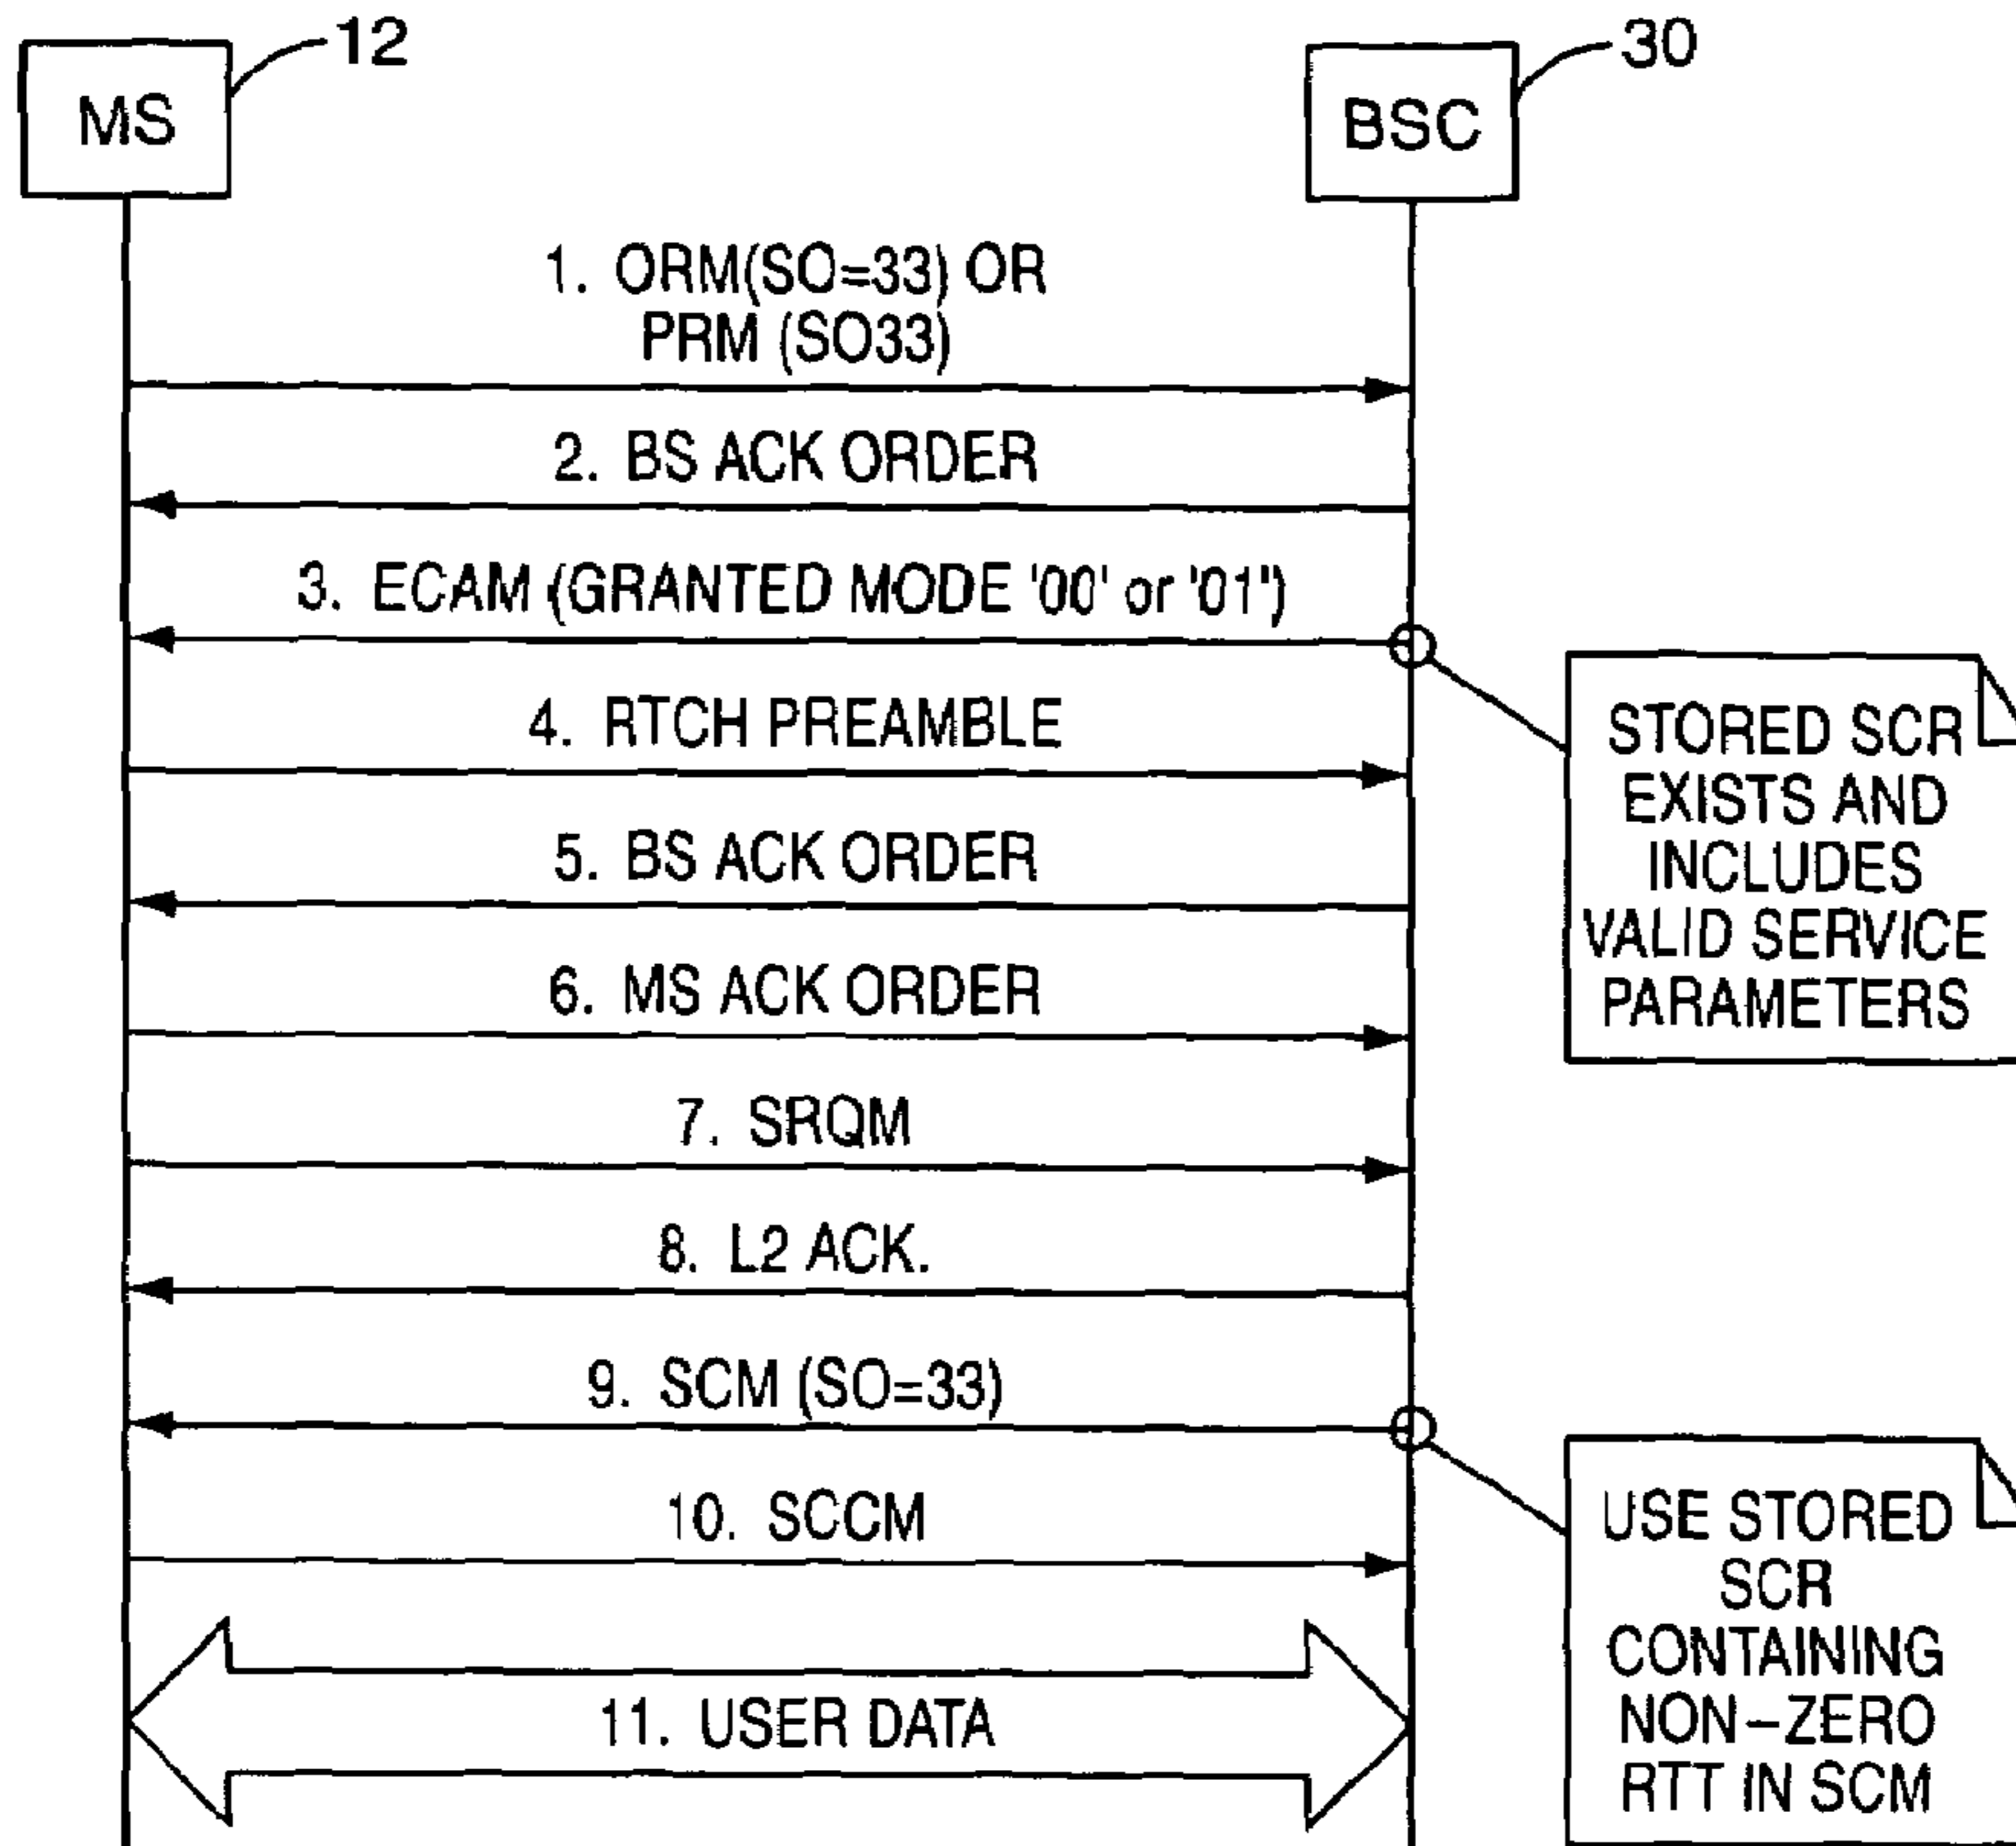 12
30
MS
BSC
1. ORM(SO=33) OR
PRM (SO33)
2. BS ACK ORDER
3. ECAM (GRANTED MODE '00' or '01")
STORED SCR
EXISTS AND
INCLUDES
VALID SERVICE
PARAMETERS
4. RTCH PREAMBLE
5. BS ACK ORDER
6. MS ACK ORDER
7. SRQM
8. L2 ACK.
9. SCM (SO=33)
USE STORED
SCR
CONTAINING
NON-ZERO
RTT IN SCM
10. SCCM
11. USER DATA